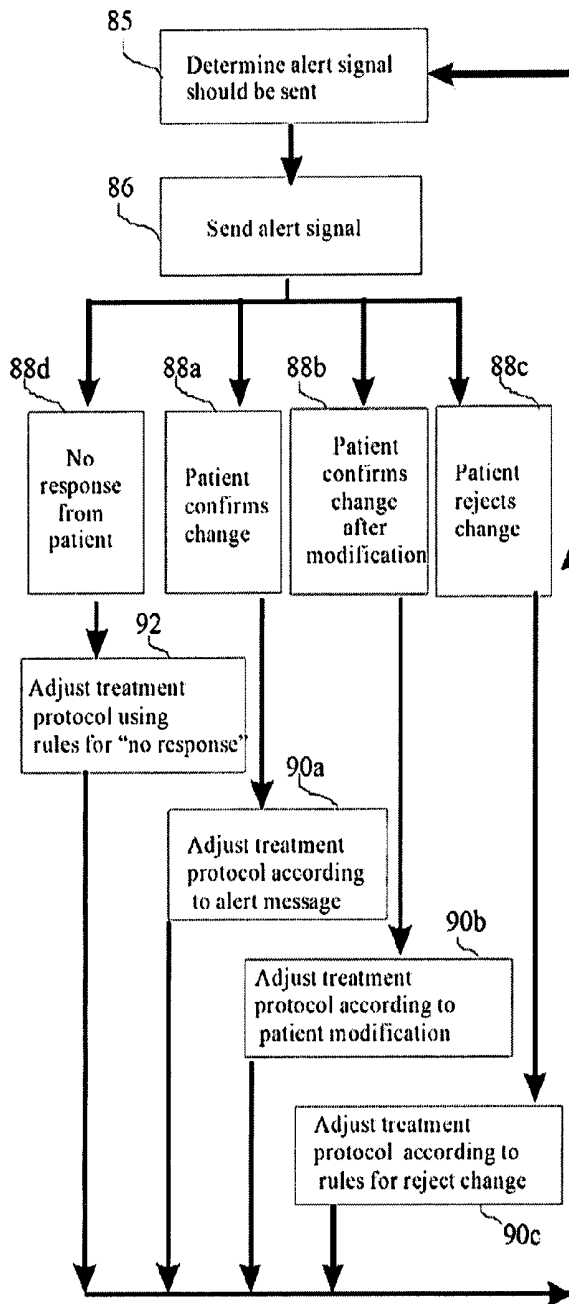 85
Determine alert signal
should be sent
86
Send alert signal
88d
88a
88b
88c
No
response
from
patient
Patient
confirms
change
Patient
confirms
change
after
modification
Patient
rejects
change
92
Adjust treatment
protocol using
rules for “no response”
90a
Adjust treatment
protocol according
to alert message
90b
Adjust treatment
protocol according to
patient modification
Adjust treatment
protocol according to
rules for reject change
90c